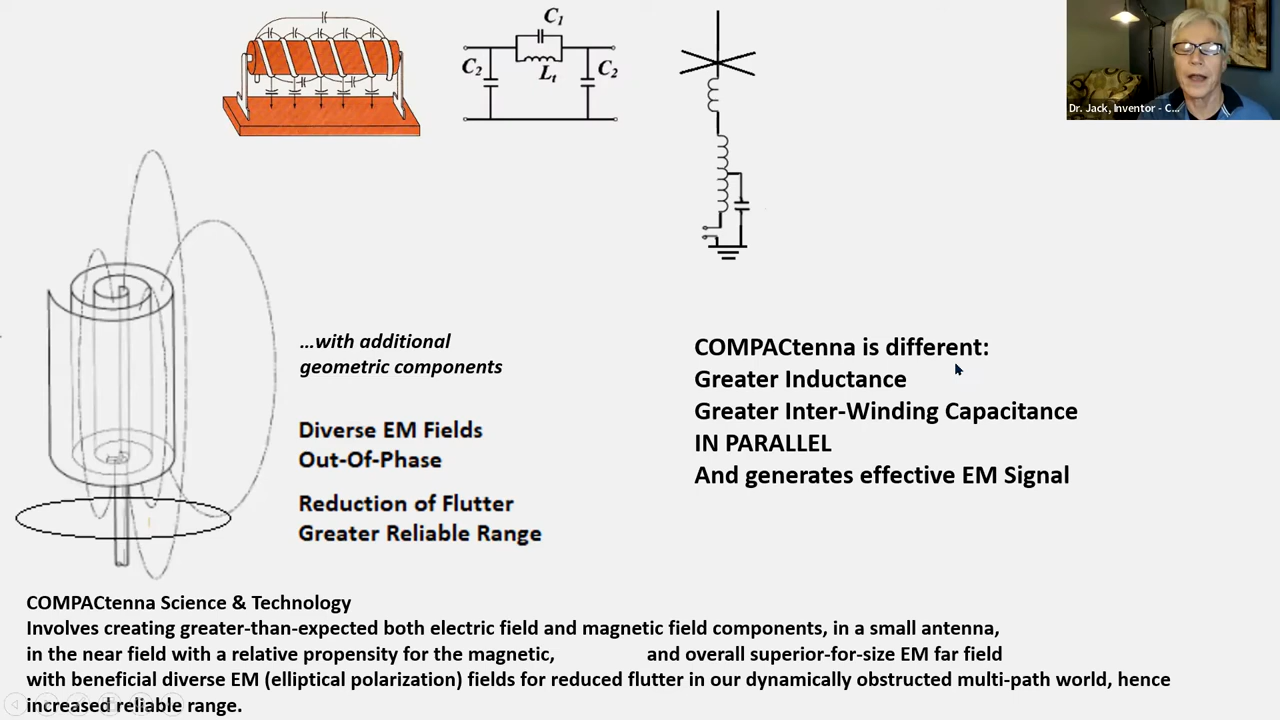 C1
C2
Lt
C2
Dr. Jack, Inventor - C...
...with additional
geometric components
Diverse EM Fields
Out-Of-Phase
Reduction of Flutter
Greater Reliable Range
COMPACtenna is different:
Greater Inductance
Greater Inter-Winding Capacitance
IN PARALLEL
And generates effective EM Signal
COMPACtenna Science & Technology
Involves creating greater-than-expected both electric field and magnetic field components, in a small antenna,
in the near field with a relative propensity for the magnetic, and overall superior-for-size EM far field
with beneficial diverse EM (elliptical polarization) fields for reduced flutter in our dynamically obstructed multi-path world, hence
increased reliable range.